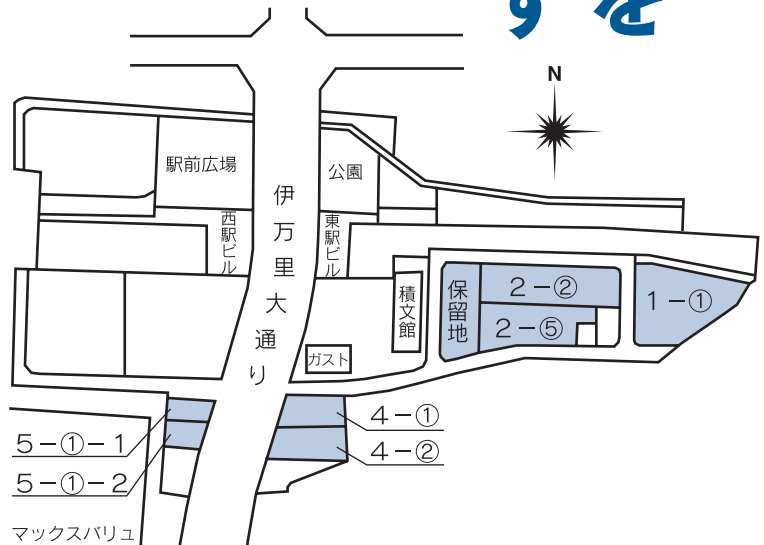 すを
N
駅前広場
公園
伊万里大通り
西駅ビル
東駅ビル
積文館
ガスト
保留地
2－②
2－⑤
1－①
5－①－1
5－①－2
4－①
4－②
マックスバリュ